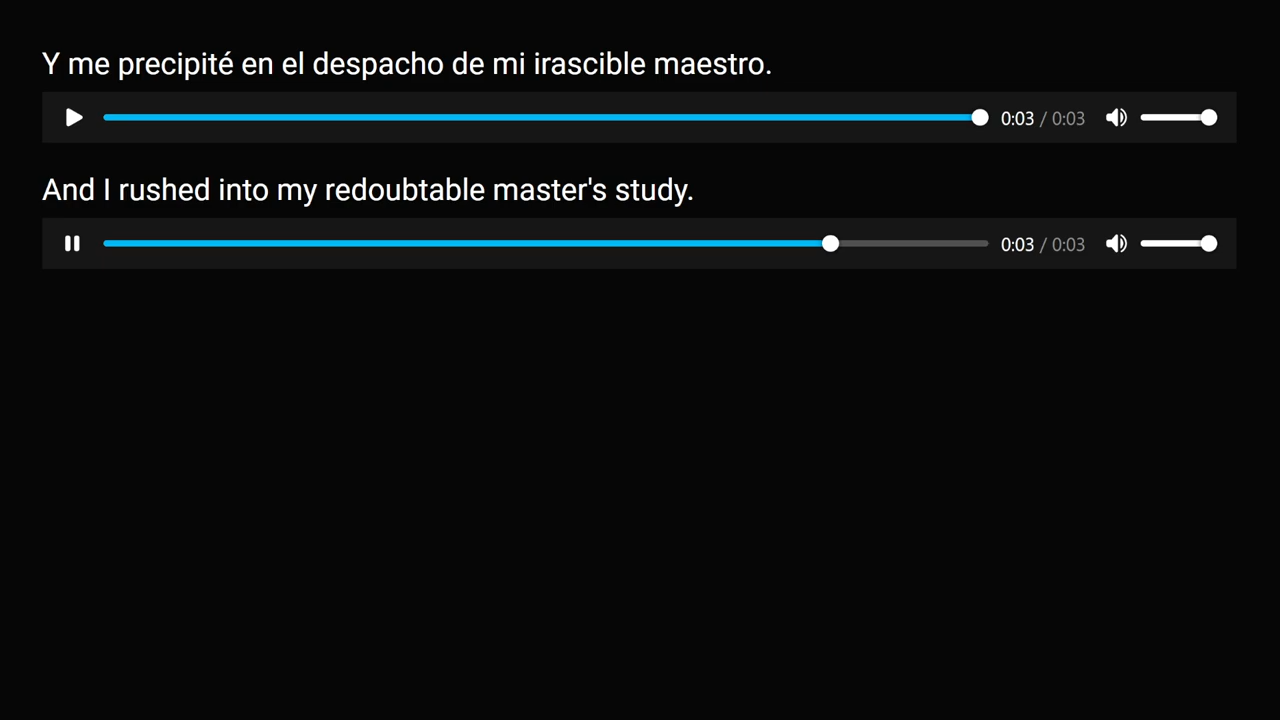 Y me precipité en el despacho de mi irascible maestro.
0:03 / 0:03
And I rushed into my redoubtable master's study.
0:03 / 0:03